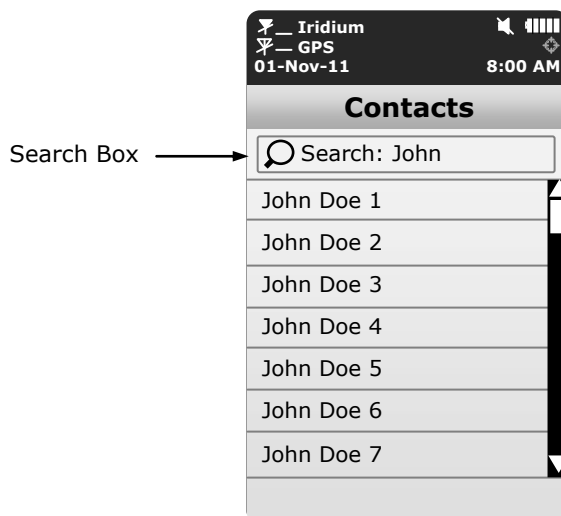 Iridium
GPS
01-Nov-11 8:00 AM
Contacts
Search Box
Search: John
John Doe 1
John Doe 2
John Doe 3
John Doe 4
John Doe 5
John Doe 6
John Doe 7